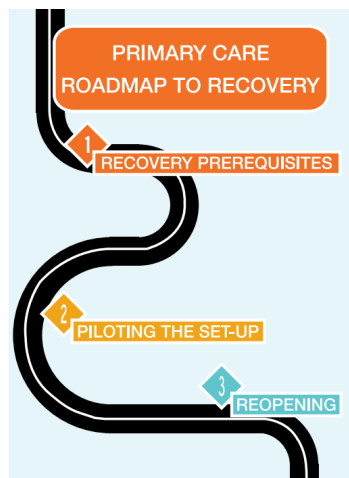 PRIMARY CARE
ROADMAP TO RECOVERY
1
RECOVERY PREREQUISITES
2
PILOTING THE SET-UP
3
REOPENING